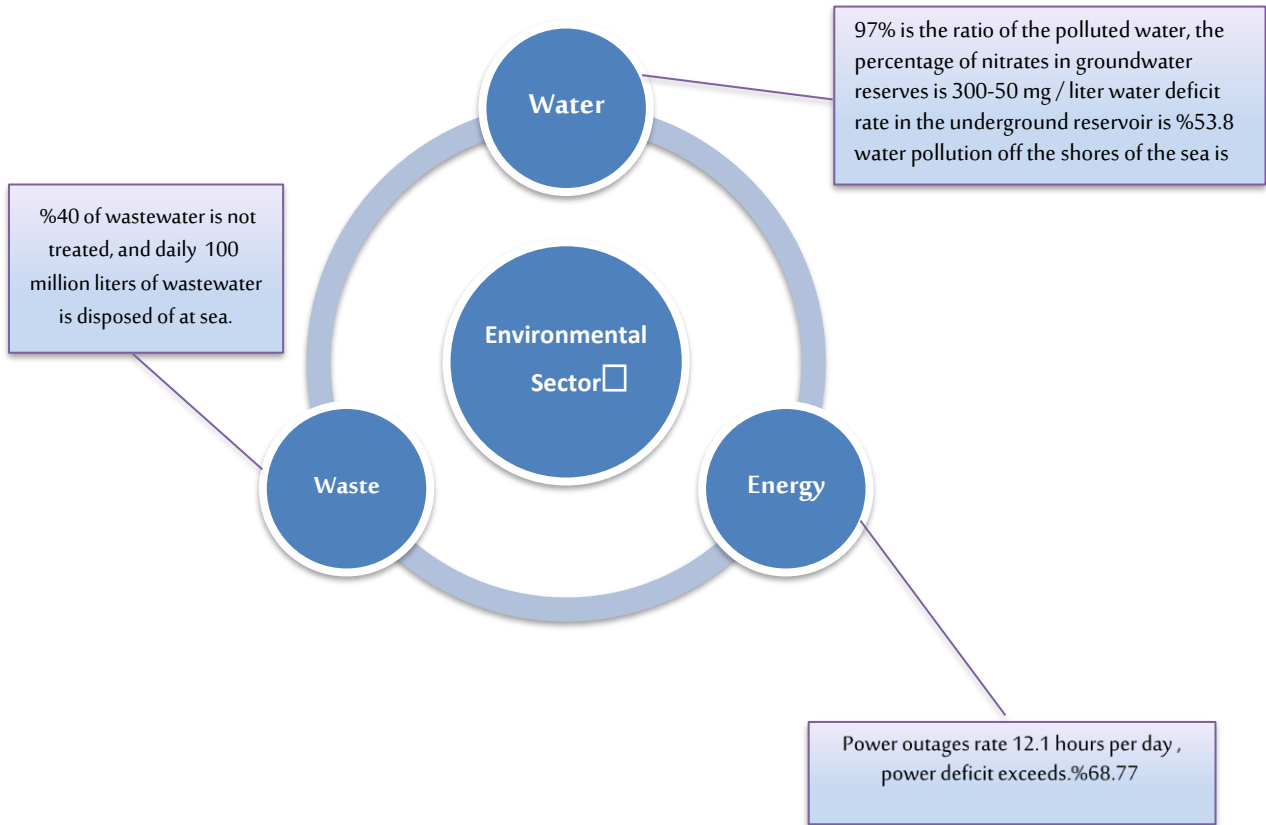 Water
97% is the ratio of the polluted water, the
percentage of nitrates in groundwater
reserves is 300-50 mg / liter water deficit
rate in the underground reservoir is %53.8
water pollution off the shores of the sea is
%40 of wastewater is not
treated, and daily 100
million liters of wastewater
is disposed of at sea.
Environmental
Sector
Waste
Energy
Power outages rate 12.1 hours per day ,
power deficit exceeds.%68.77